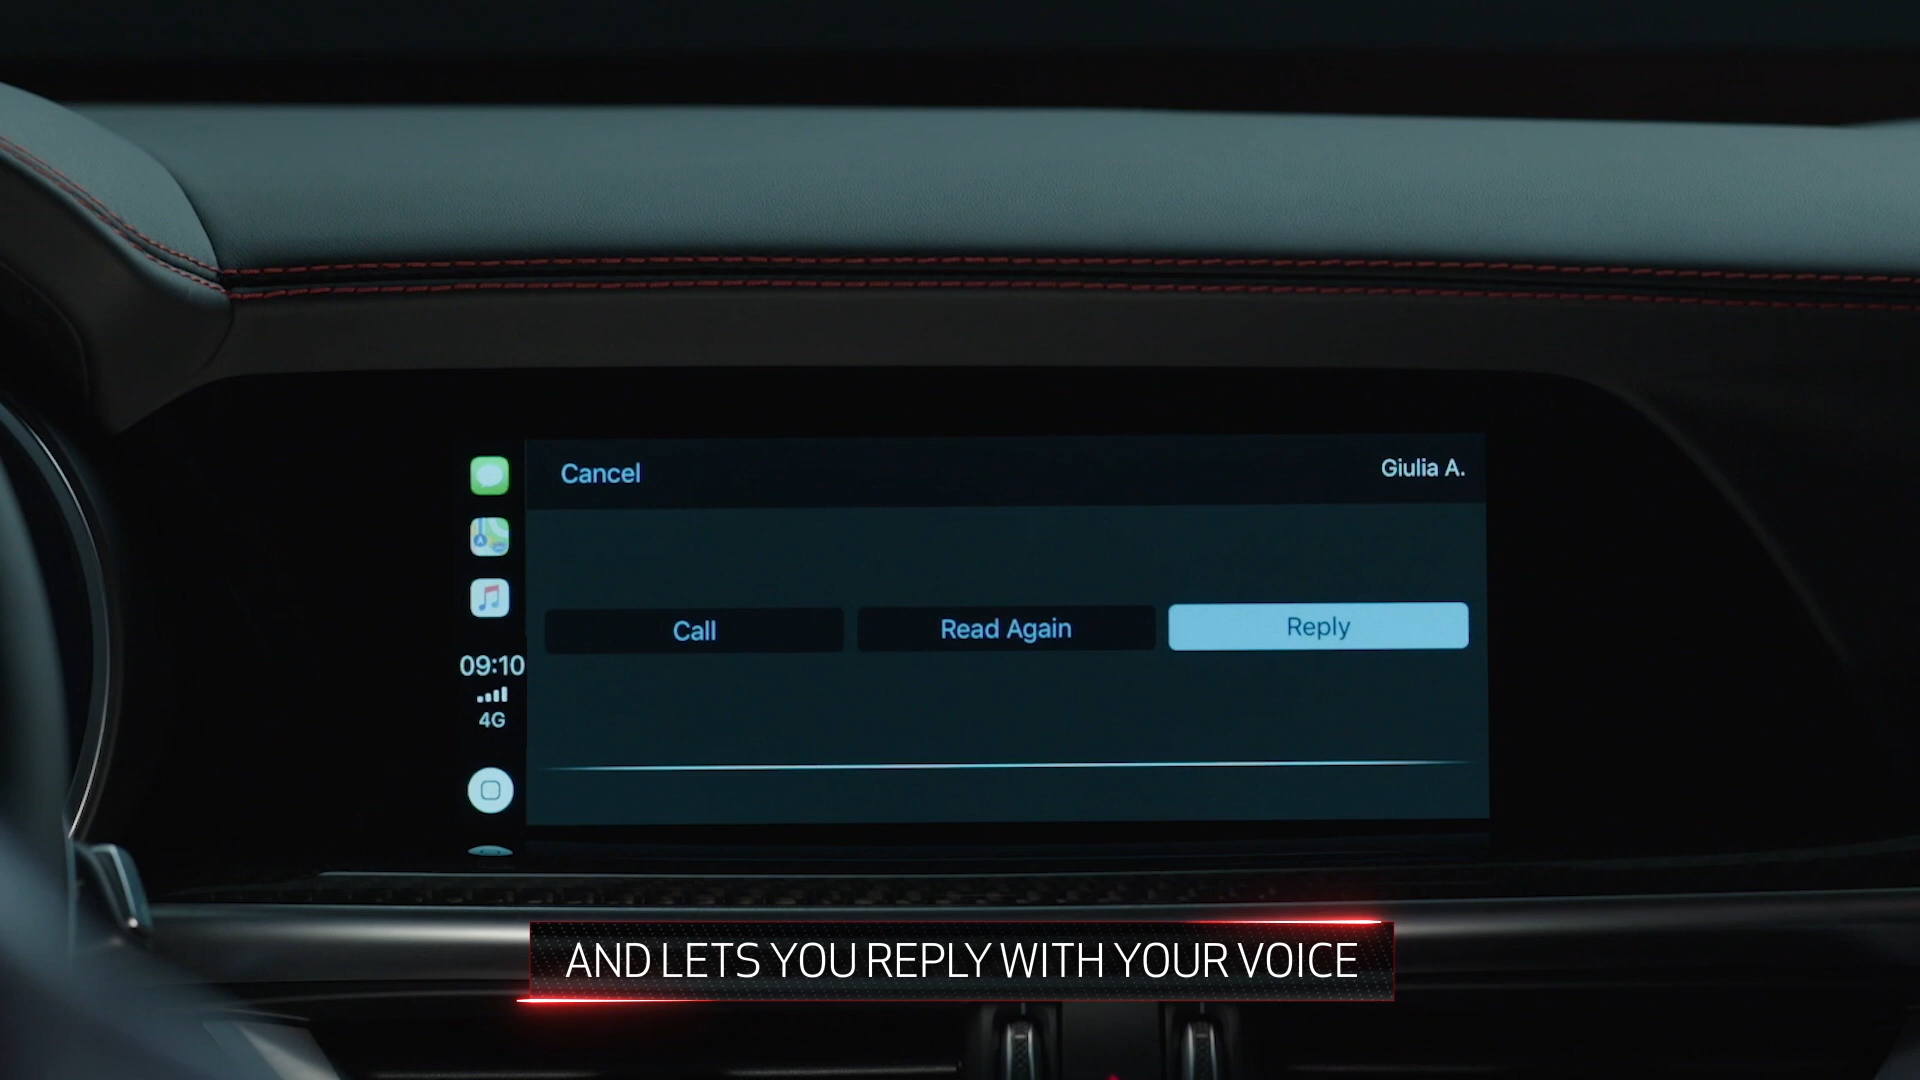 Cancel
Giulia A.
Call
Read Again
Reply
09:10
4G
AND LETS YOU REPLY WITH YOUR VOICE